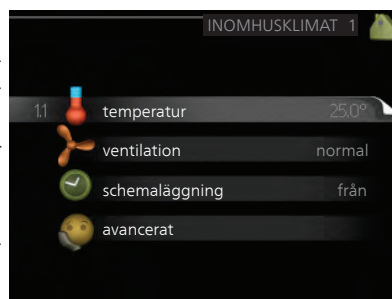 INOMHUSKLIMAT 1
1.1 temperatur 25.0°
ventilation normal
schemaläggning från
avancerat